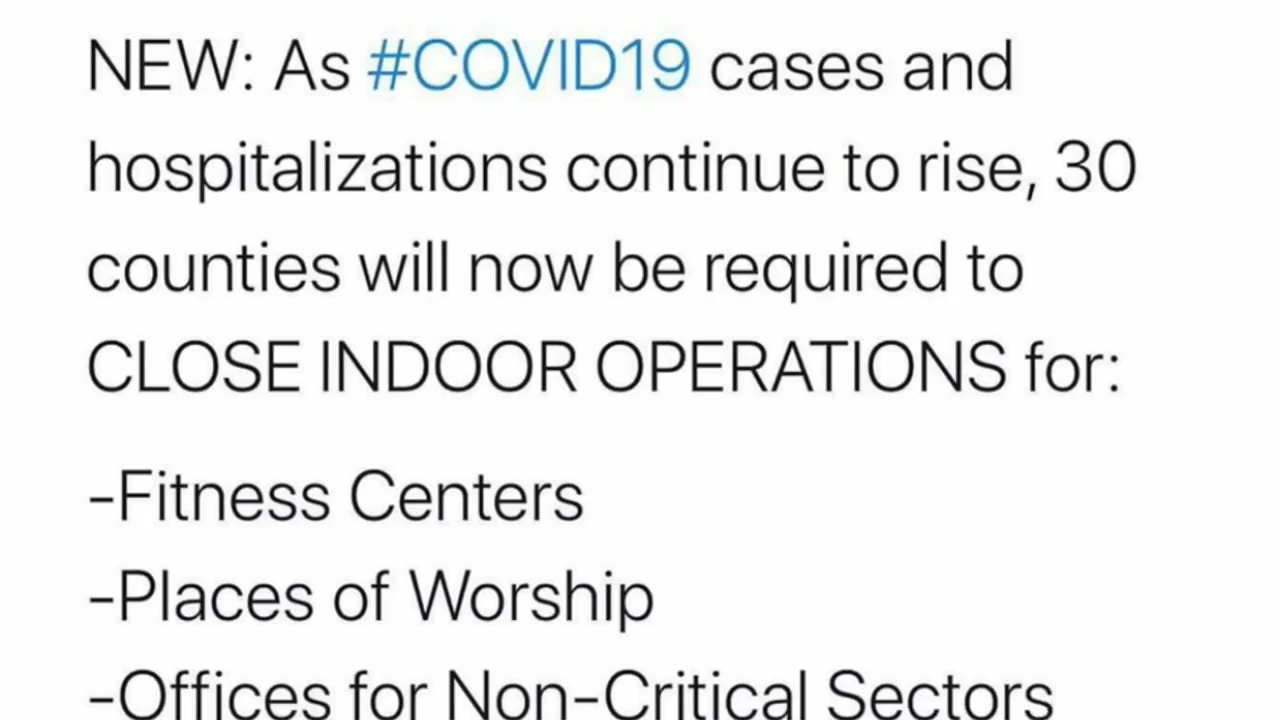 NEW: As #COVID19 cases and
hospitalizations continue to rise, 30
counties will now be required to
CLOSE INDOOR OPERATIONS for:
-Fitness Centers
-Places of Worship
-Offices for Non-Critical Sectors